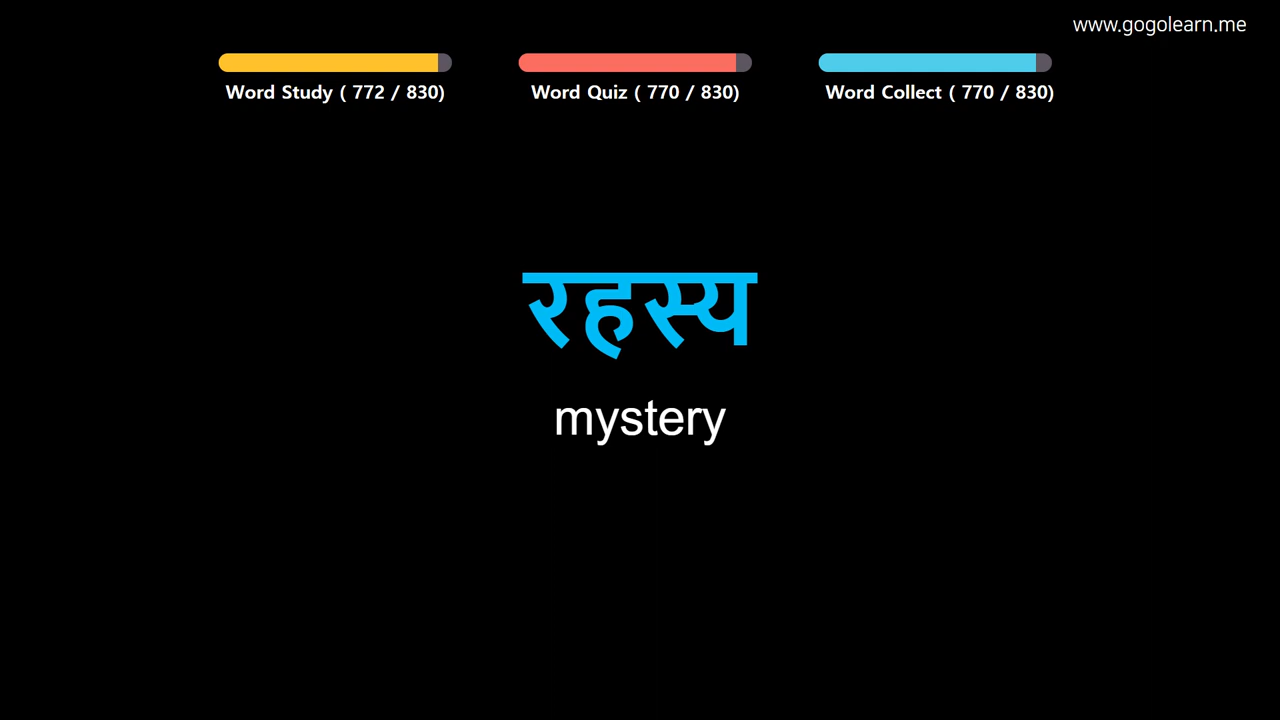 www.gogolearn.me
Word Study ( 772 / 830)
Word Quiz ( 770 / 830)
Word Collect ( 770 / 830)
रहस्य
mystery